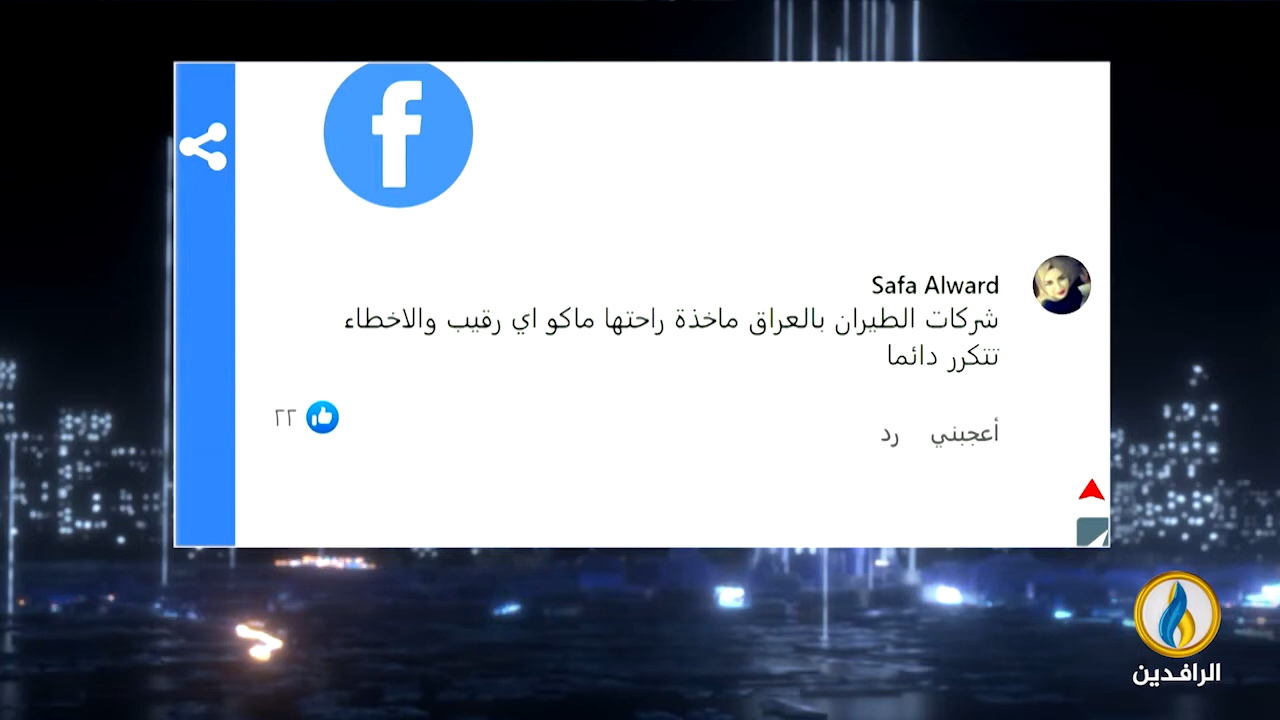 Safa Alward
شركات الطيران بالعراق ماخذة راحتها ماكو اي رقيب والاخطاء
تتكرر دائما
أعجبني رد
٢٢
الرافدين